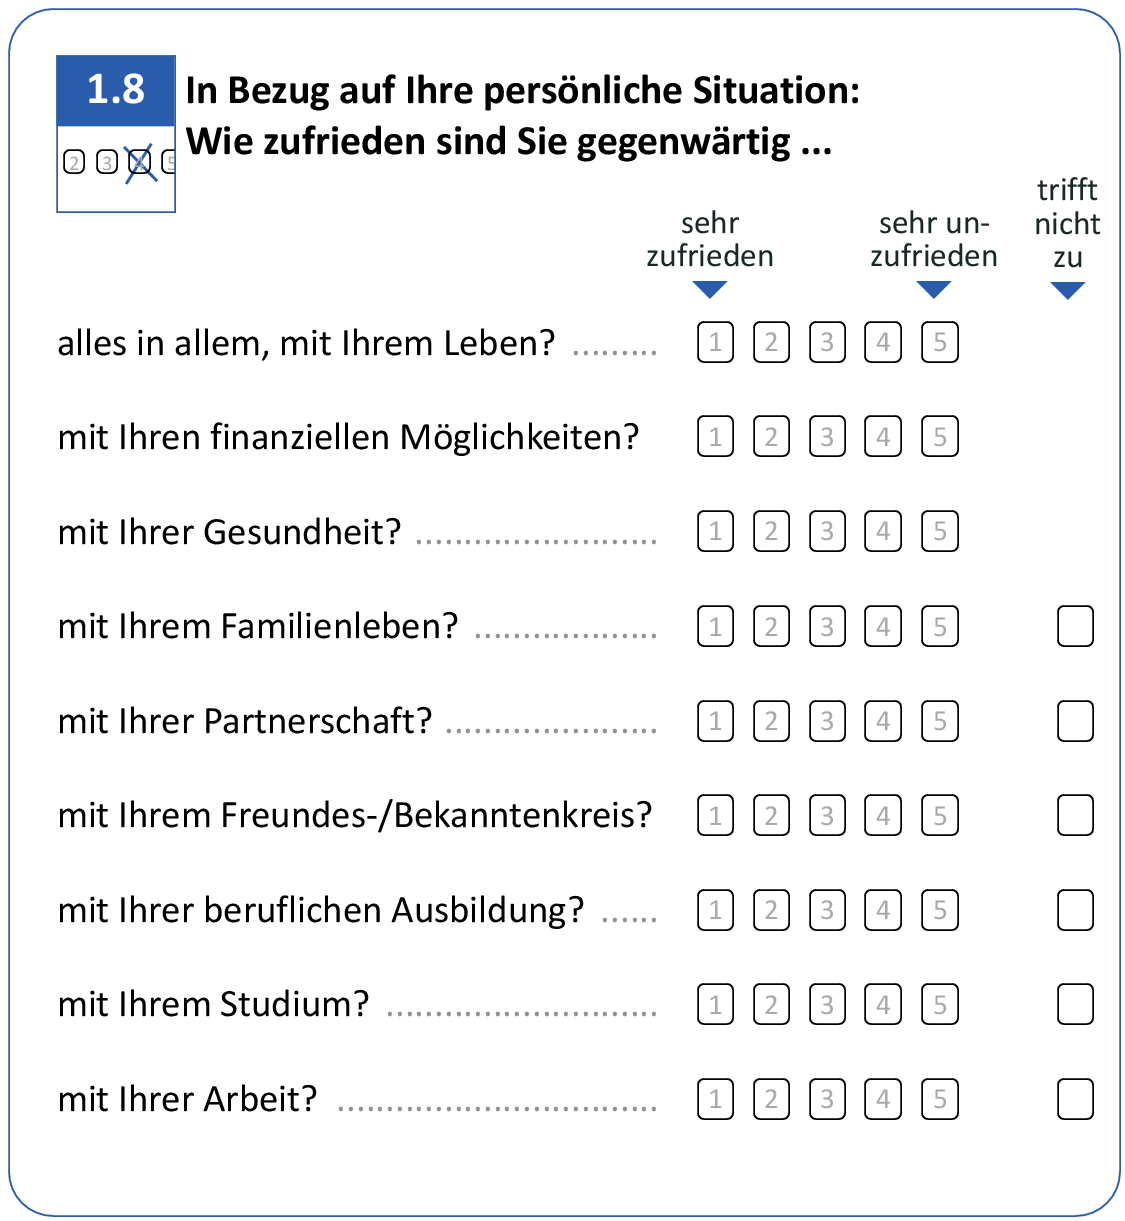 1.8
In Bezug auf Ihre persönliche Situation:
Wie zufrieden sind Sie gegenwärtig ...
2 3 4 5
trifft
nicht
zu
sehr
zufrieden
sehr un-
zufrieden
alles in allem, mit Ihrem Leben? ......... 1 2 3 4 5
mit Ihren finanziellen Möglichkeiten? 1 2 3 4 5
mit Ihrer Gesundheit? ........................ 1 2 3 4 5
mit Ihrem Familienleben? .................. 1 2 3 4 5
mit Ihrer Partnerschaft? ..................... 1 2 3 4 5
mit Ihrem Freundes-/Bekanntenkreis? 1 2 3 4 5
mit Ihrer beruflichen Ausbildung? ...... 1 2 3 4 5
mit Ihrem Studium? ........................... 1 2 3 4 5
mit Ihrer Arbeit? ................................ 1 2 3 4 5